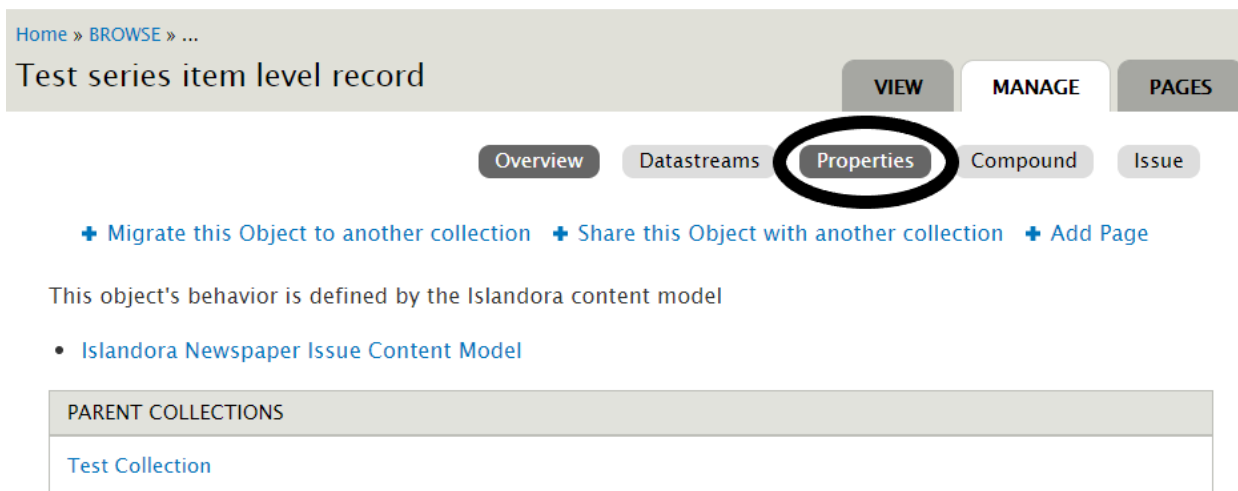 Home » BROWSE » ...
Test series item level record
VIEW MANAGE PAGES
Overview Datastreams Properties Compound Issue
+ Migrate this Object to another collection + Share this Object with another collection + Add Page
This object's behavior is defined by the Islandora content model
• Islandora Newspaper Issue Content Model
PARENT COLLECTIONS
Test Collection